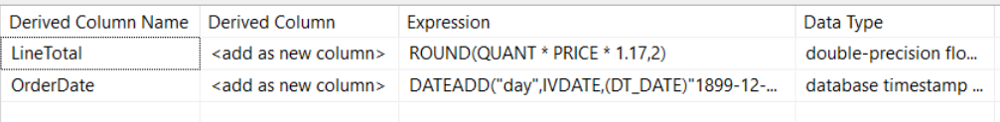 Derived Column Name Derived Column Expression Data Type
LineTotal <add as new column> ROUND(QUANT * PRICE * 1.17,2) double-precision flo...
OrderDate <add as new column> DATEADD("day",IVDATE,(DT_DATE)"1899-12-... database timestamp ...